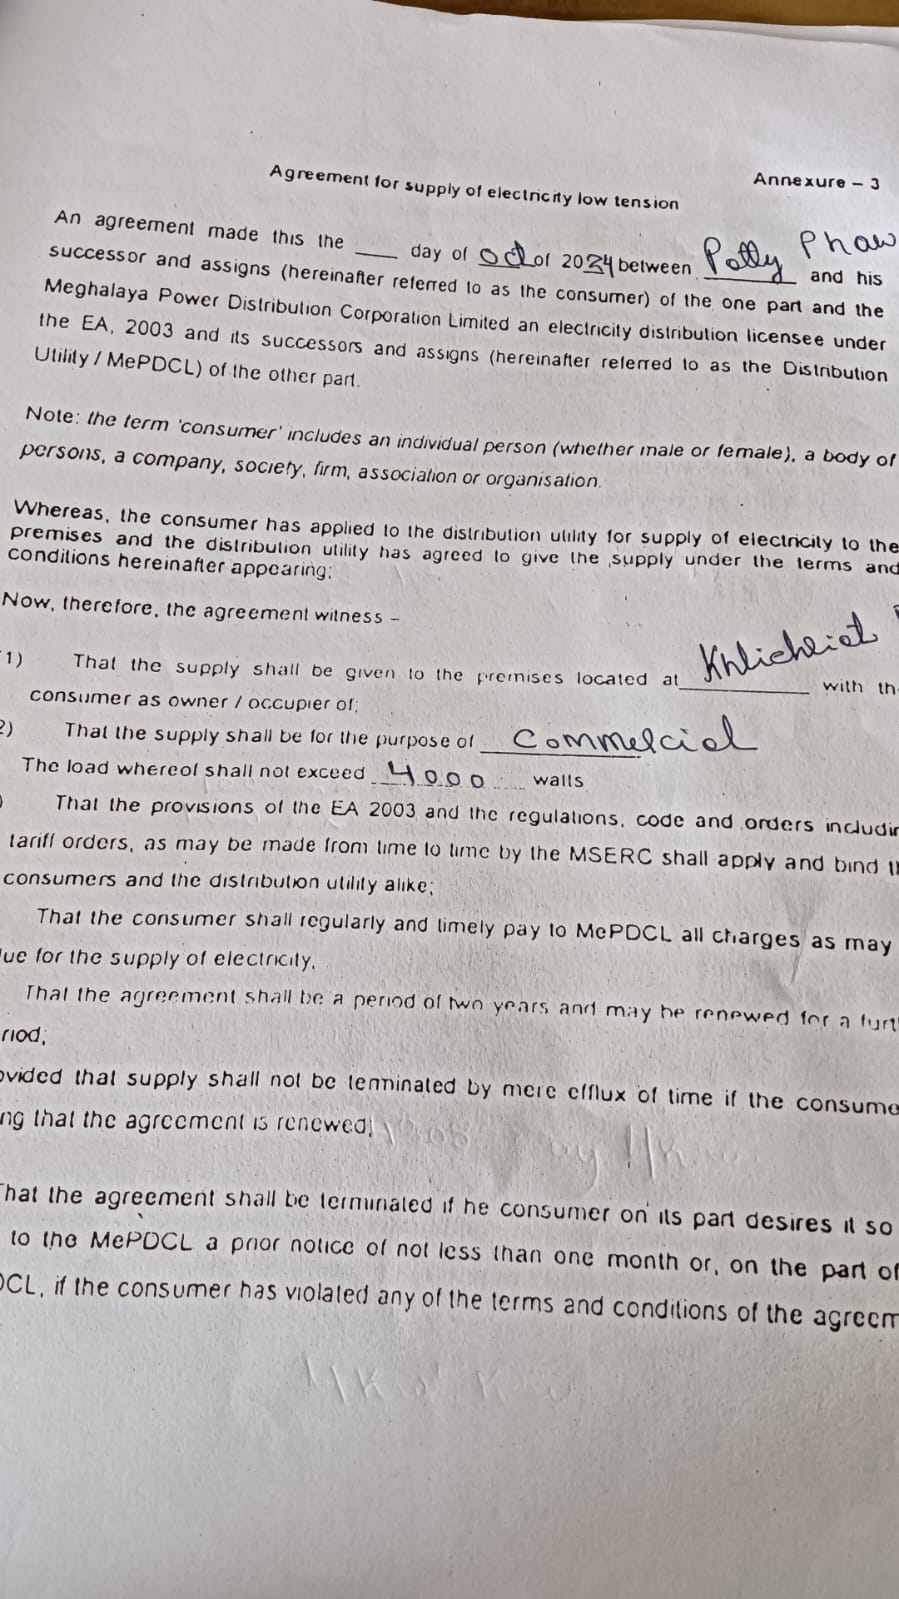 Annexure – 3
Agreement for supply of electricity low tension
An agreement made this the ___ day of Oct of 2024 between Polly Phaw
successor and assigns (hereinafter referred to as the consumer) of the one part and the and his
Meghalaya Power Distribution Corporation Limited an electricity distribution licensee under
the EA, 2003 and its successors and assigns (hereinafter referred to as the Distribution
Utility / MePDCL) of the other part.
Note: the term 'consumer' includes an individual person (whether male or female), a body of
persons, a company, society, firm, association or organisation.
Whereas, the consumer has applied to the distribution utility for supply of electricity to the
premises and the distribution utility has agreed to give the supply under the terms and
conditions hereinafter appearing:
Now, therefore, the agreement witness –
1) That the supply shall be given to the premises located at Khliehriat with th
consumer as owner / occupier of;
2) That the supply shall be for the purpose of Commercial
The load whereof shall not exceed 4000 watts
) That the provisions of the EA 2003 and the regulations, code and orders includin
tariff orders, as may be made from time to time by the MSERC shall apply and bind t
consumers and the distribution utility alike;
That the consumer shall regularly and timely pay to MePDCL all charges as may
ue for the supply of electricity,
That the agreement shall be a period of two years and may be renewed for a furt
riod;
ovided that supply shall not be terminated by mere efflux of time if the consume
ng that the agreement is renewed;
That the agreement shall be terminated if he consumer on its part desires it so
to the MePDCL a prior notice of not less than one month or, on the part of
DCL, if the consumer has violated any of the terms and conditions of the agreem